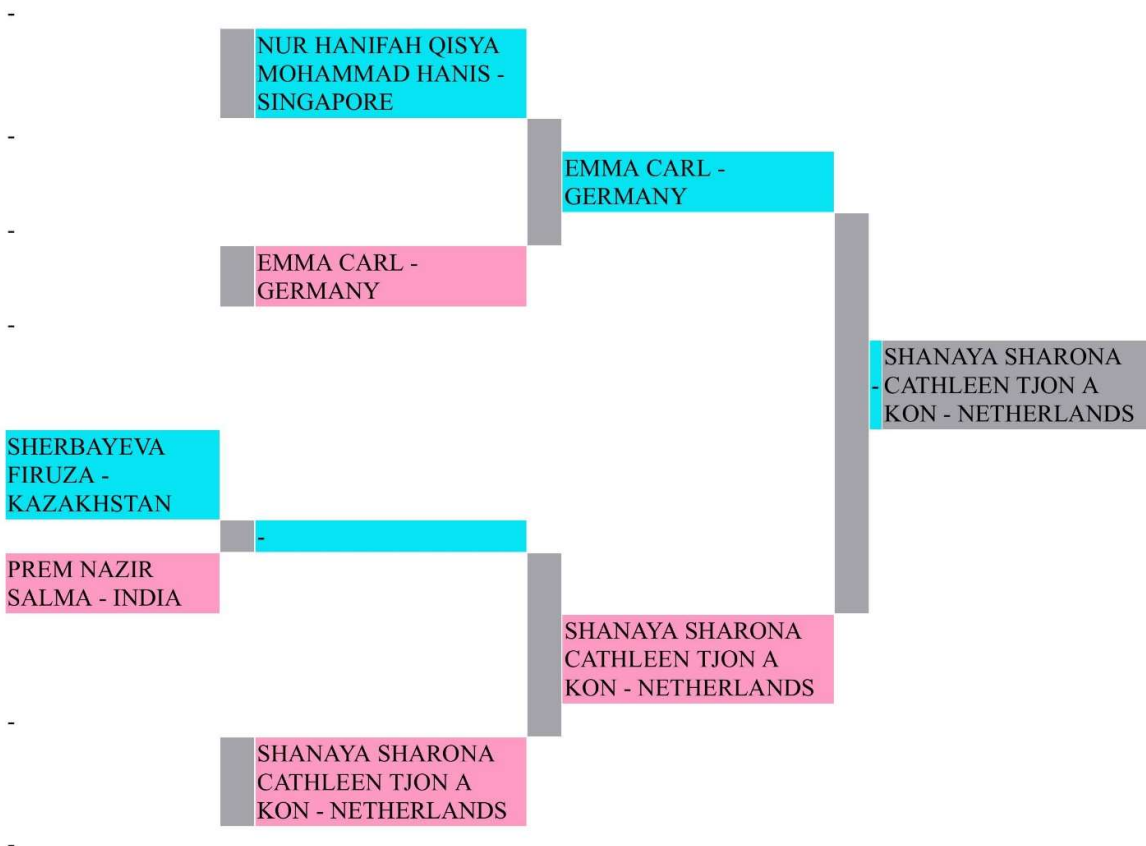 -
NUR HANIFAH QISYA
MOHAMMAD HANIS -
SINGAPORE
-
EMMA CARL -
GERMANY
-
EMMA CARL -
GERMANY
-
SHANAYA SHARONA
- CATHLEEN TJON A
KON - NETHERLANDS
SHERBAYEVA
FIRUZA -
KAZAKHSTAN
-
PREM NAZIR
SALMA - INDIA
SHANAYA SHARONA
CATHLEEN TJON A
KON - NETHERLANDS
-
SHANAYA SHARONA
CATHLEEN TJON A
KON - NETHERLANDS
-